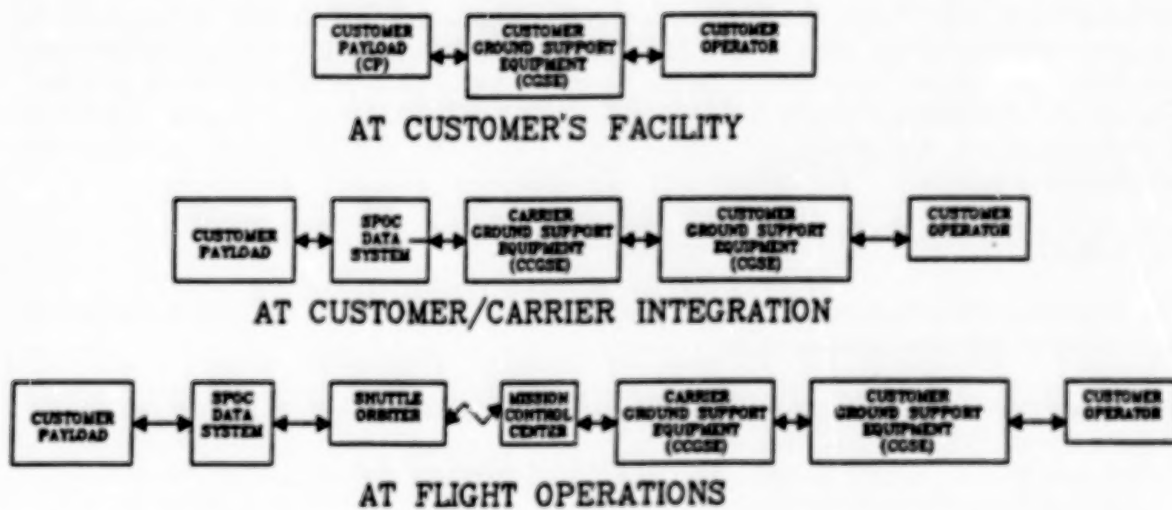 CUSTOMER
PAYLOAD
(CP)
CUSTOMER
GROUND SUPPORT
EQUIPMENT
(CGSE)
CUSTOMER
OPERATOR
AT CUSTOMER'S FACILITY
CUSTOMER
PAYLOAD
SPOC
DATA
SYSTEM
CARRIER
GROUND SUPPORT
EQUIPMENT
(CCGSE)
CUSTOMER
GROUND SUPPORT
EQUIPMENT
(CGSE)
CUSTOMER
OPERATOR
AT CUSTOMER/CARRIER INTEGRATION
CUSTOMER
PAYLOAD
SPOC
DATA
SYSTEM
SHUTTLE
ORBITER
MISSION
CONTROL
CENTER
CARRIER
GROUND SUPPORT
EQUIPMENT
(CCGSE)
CUSTOMER
GROUND SUPPORT
EQUIPMENT
(CGSE)
CUSTOMER
OPERATOR
AT FLIGHT OPERATIONS